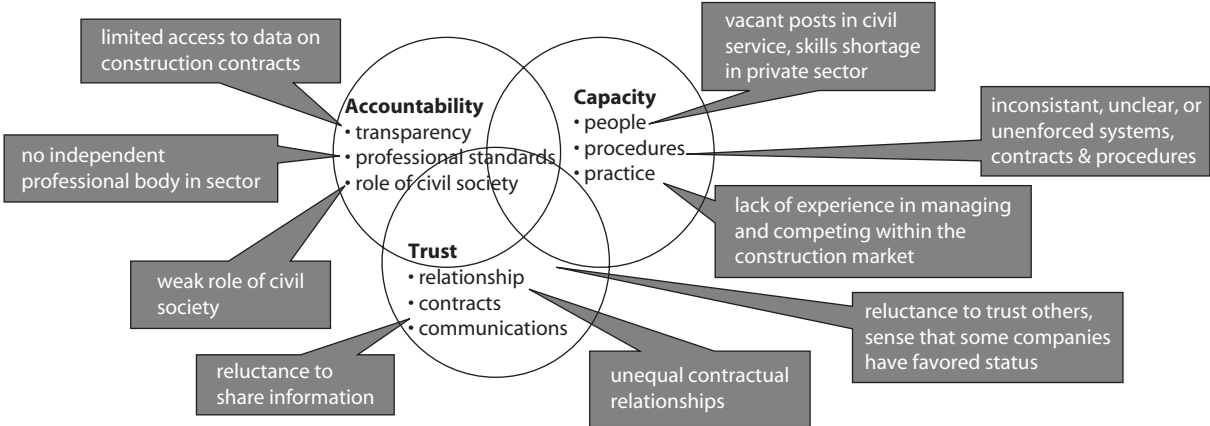 limited access to data on
construction contracts
no independent
professional body in sector
weak role of civil
society
Accountability
• transparency
• professional standards
• role of civil society
Capacity
• people
• procedures
• practice
vacant posts in civil
service, skills shortage
in private sector
inconsistant, unclear, or
unenforced systems,
contracts & procedures
lack of experience in managing
and competing within the
construction market
Trust
• relationship
• contracts
• communications
reluctance to
share information
unequal contractual
relationships
reluctance to trust others,
sense that some companies
have favored status